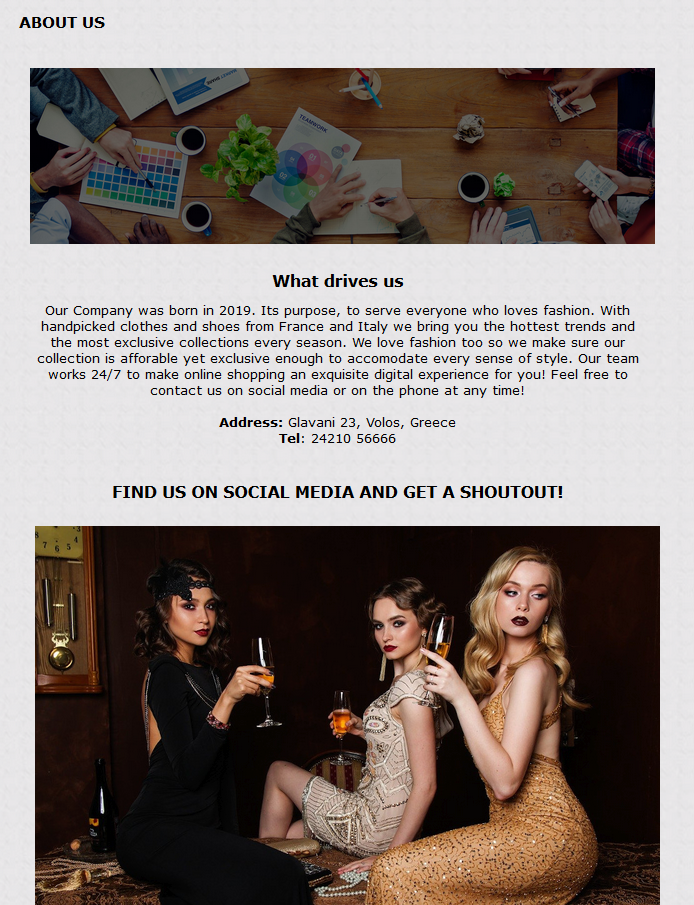 ABOUT US
TEAMWORK
What drives us
Our Company was born in 2019. Its purpose, to serve everyone who loves fashion. With
handpicked clothes and shoes from France and Italy we bring you the hottest trends and
the most exclusive collections every season. We love fashion too so we make sure our
collection is afforable yet exclusive enough to accomodate every sense of style. Our team
works 24/7 to make online shopping an exquisite digital experience for you! Feel free to
contact us on social media or on the phone at any time!
Address: Glavani 23, Volos, Greece
Tel: 24210 56666
FIND US ON SOCIAL MEDIA AND GET A SHOUTOUT!